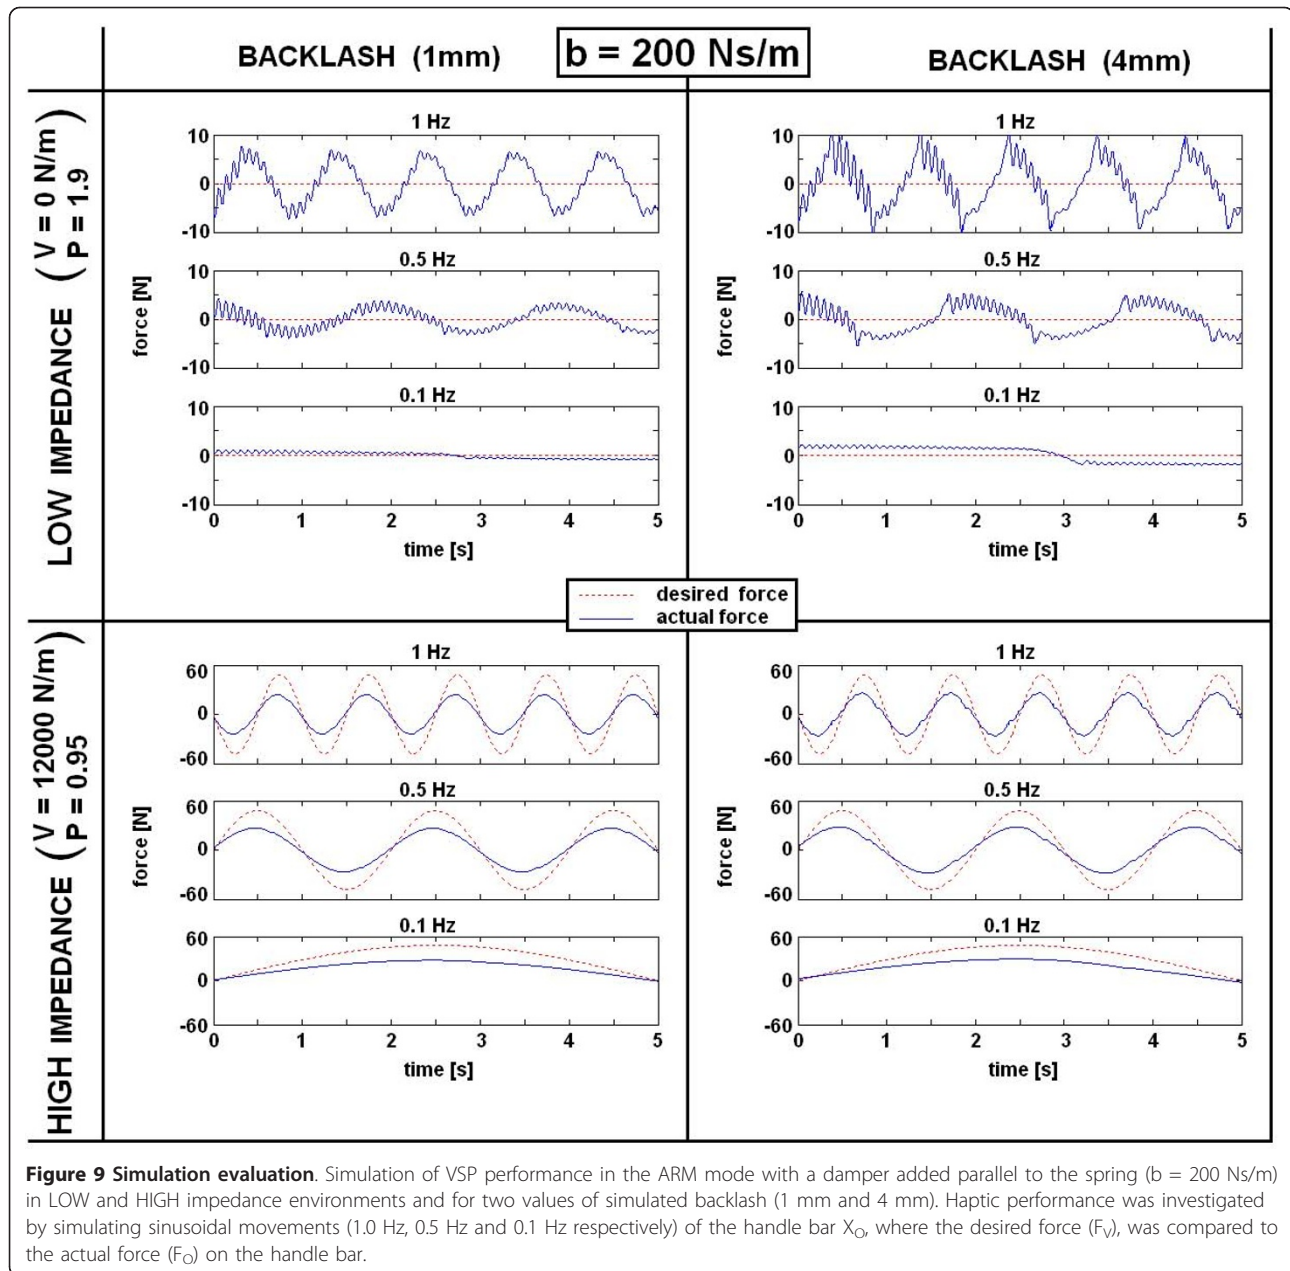 BACKLASH (1mm)
b = 200 Ns/m
BACKLASH (4mm)
LOW IMPEDANCE ( V = 0 N/m )
P = 1.9
1 Hz
10
0
-10
0.5 Hz
10
0
-10
force [N]
0.1 Hz
10
0
-10
0 1 2 3 4 5
time [s]
1 Hz
10
0
-10
0.5 Hz
10
0
-10
force [N]
0.1 Hz
10
0
-10
0 1 2 3 4 5
time [s]
desired force
actual force
HIGH IMPEDANCE ( V = 12000 N/m )
P = 0.95
1 Hz
60
0
-60
0.5 Hz
60
0
-60
force [N]
0.1 Hz
60
0
-60
0 1 2 3 4 5
time [s]
1 Hz
60
0
-60
0.5 Hz
60
0
-60
force [N]
0.1 Hz
60
0
-60
0 1 2 3 4 5
time [s]
Figure 9 Simulation evaluation. Simulation of VSP performance in the ARM mode with a damper added parallel to the spring (b = 200 Ns/m)
in LOW and HIGH impedance environments and for two values of simulated backlash (1 mm and 4 mm). Haptic performance was investigated
by simulating sinusoidal movements (1.0 Hz, 0.5 Hz and 0.1 Hz respectively) of the handle bar X_O, where the desired force (F_V), was compared to
the actual force (F_O) on the handle bar.